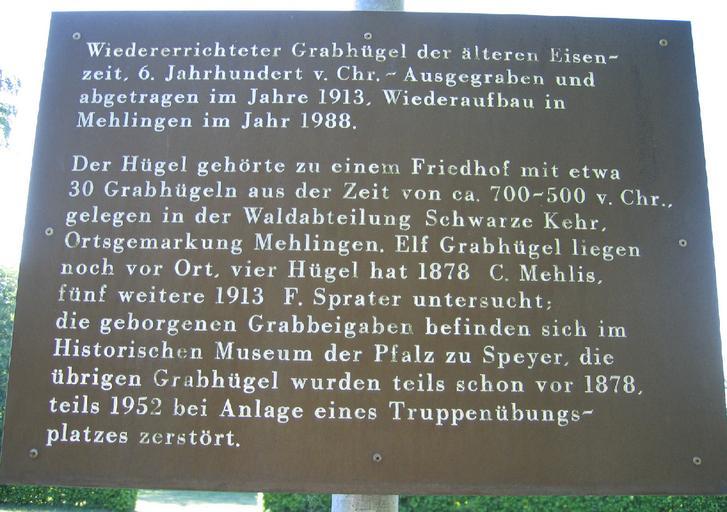 Wiedererrichteter Grabhügel der älteren Eisen-
zeit, 6. Jahrhundert v. Chr. - Ausgegraben und
abgetragen im Jahre 1913, Wiederaufbau in
Mehlingen im Jahr 1988.
Der Hügel gehörte zu einem Friedhof mit etwa
30 Grabhügeln aus der Zeit von ca. 700-500 v. Chr.,
gelegen in der Waldabteilung Schwarze Kehr,
Ortsgemarkung Mehlingen. Elf Grabhügel liegen
noch vor Ort, vier Hügel hat 1878 C. Mehlis,
fünf weitere 1913 F. Sprater untersucht;
die geborgenen Grabbeigaben befinden sich im
Historischen Museum der Pfalz zu Speyer, die
übrigen Grabhügel wurden teils schon vor 1878,
teils 1952 bei Anlage eines Truppenübungs-
platzes zerstört.